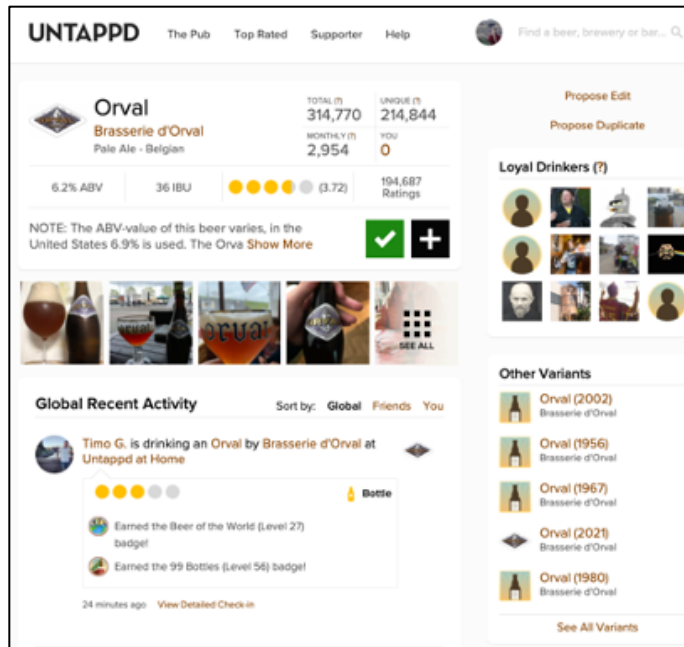 UNTAPPD The Pub Top Rated Supporter Help Find a beer, brewery or bar...
Orval
Brasserie d'Orval
Pale Ale - Belgian
TOTAL (?) UNIQUE (?)
314,770 214,844
MONTHLY (?) YOU
2,954 0
6.2% ABV 36 IBU (3.72) 194,687
Ratings
NOTE: The ABV-value of this beer varies, in the
United States 6.9% is used. The Orva Show More
SEE ALL
Global Recent Activity Sort by: Global Friends You
Timo G. is drinking an Orval by Brasserie d'Orval at
Untappd at Home
Bottle
Earned the Beer of the World (Level 27)
badge!
Earned the 99 Bottles (Level 56) badge!
24 minutes ago View Detailed Check-in
Propose Edit
Propose Duplicate
Loyal Drinkers (?)
Other Variants
Orval (2002)
Brasserie d'Orval
Orval (1956)
Brasserie d'Orval
Orval (1967)
Brasserie d'Orval
Orval (2021)
Brasserie d'Orval
Orval (1980)
Brasserie d'Orval
See All Variants